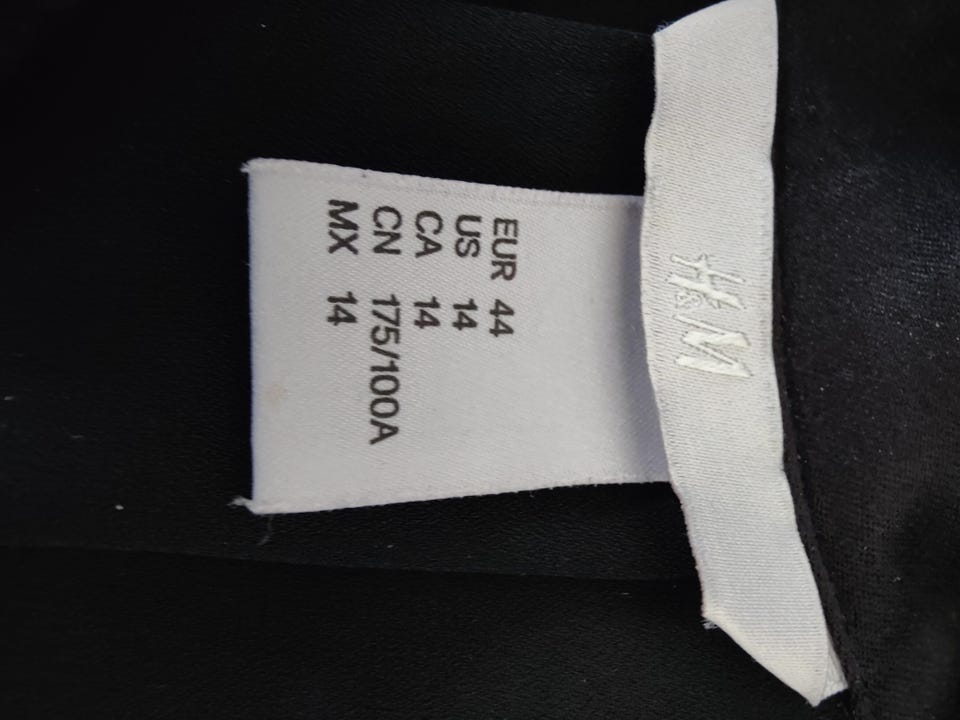 H&M
EUR 44
US 14
CA 14
CN 175/100A
MX 14